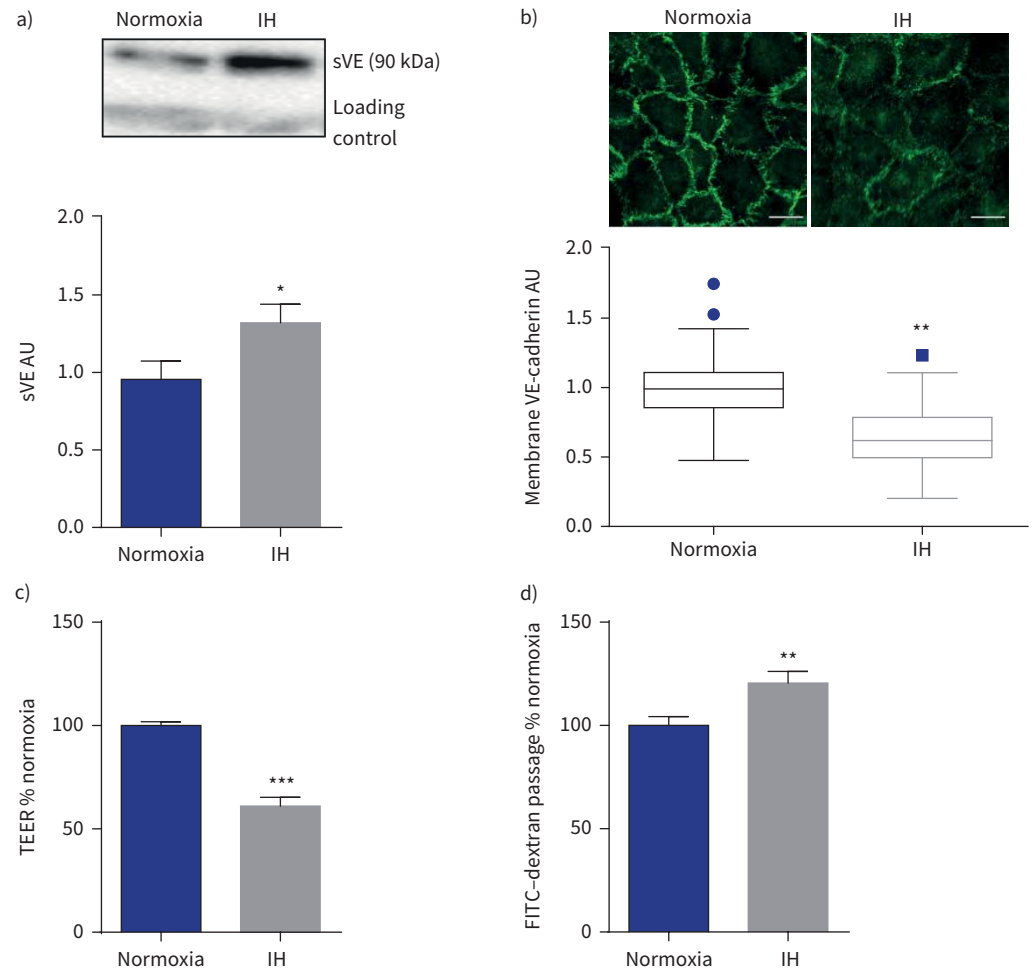 a)
Normoxia IH
sVE (90 kDa)
Loading
control
sVE AU
2.0
1.5
1.0
0.5
0.0
*
Normoxia IH
b)
Normoxia IH
Membrane VE-cadherin AU
2.0
1.5
1.0
0.5
0.0
**
Normoxia IH
c)
TEER % normoxia
150
100
50
0
***
Normoxia IH
d)
FITC–dextran passage % normoxia
150
100
50
0
**
Normoxia IH